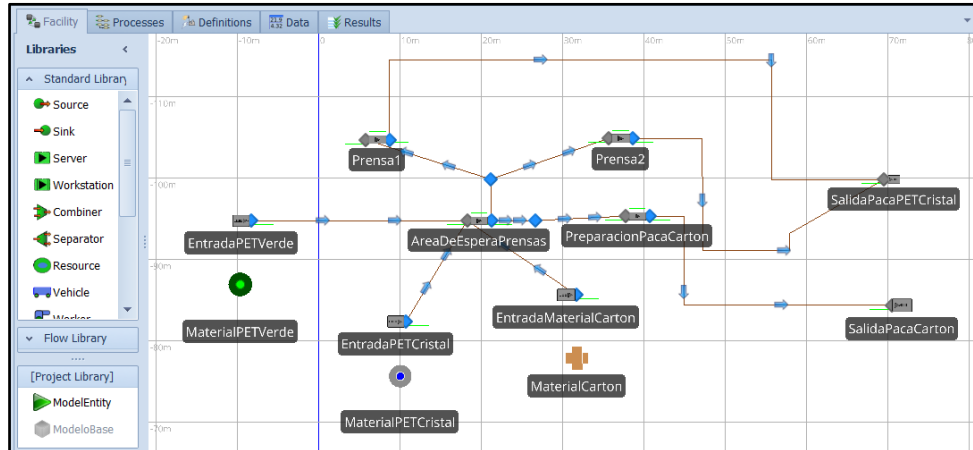 Facility
Processes
Definitions
Data
Results
Libraries
Standard Library
Source
Sink
Server
Workstation
Combiner
Separator
Resource
Vehicle
Worker
Flow Library
[Project Library]
ModelEntity
ModeloBase
-20m
-10m
0
10m
20m
30m
40m
50m
60m
70m
-110m
-100m
-90m
-80m
-70m
Prensa1
Prensa2
SalidaPacaPETCristal
EntradaPETVerde
AreaDeEsperaPrensas
PreparacionPacaCarton
MaterialPETVerde
EntradaMaterialCarton
SalidaPacaCarton
EntradaPETCristal
MaterialCarton
MaterialPETCristal